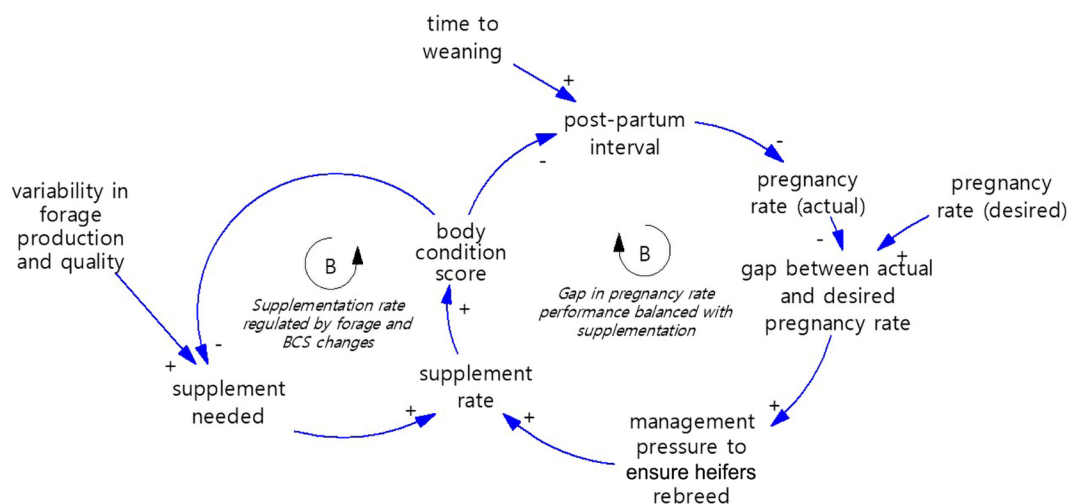 time to
weaning
+
post-partum
interval
-
-
variability in
forage
production
and quality
pregnancy
rate (actual)
pregnancy
rate (desired)
body
condition
score
B
Supplementation rate
regulated by forage and
BCS changes
B
Gap in pregnancy rate
performance balanced with
supplementation
-
+
gap between actual
and desired
pregnancy rate
+
-
+
supplement
needed
supplement
rate
+
+
+
management
pressure to
ensure heifers
rebreed